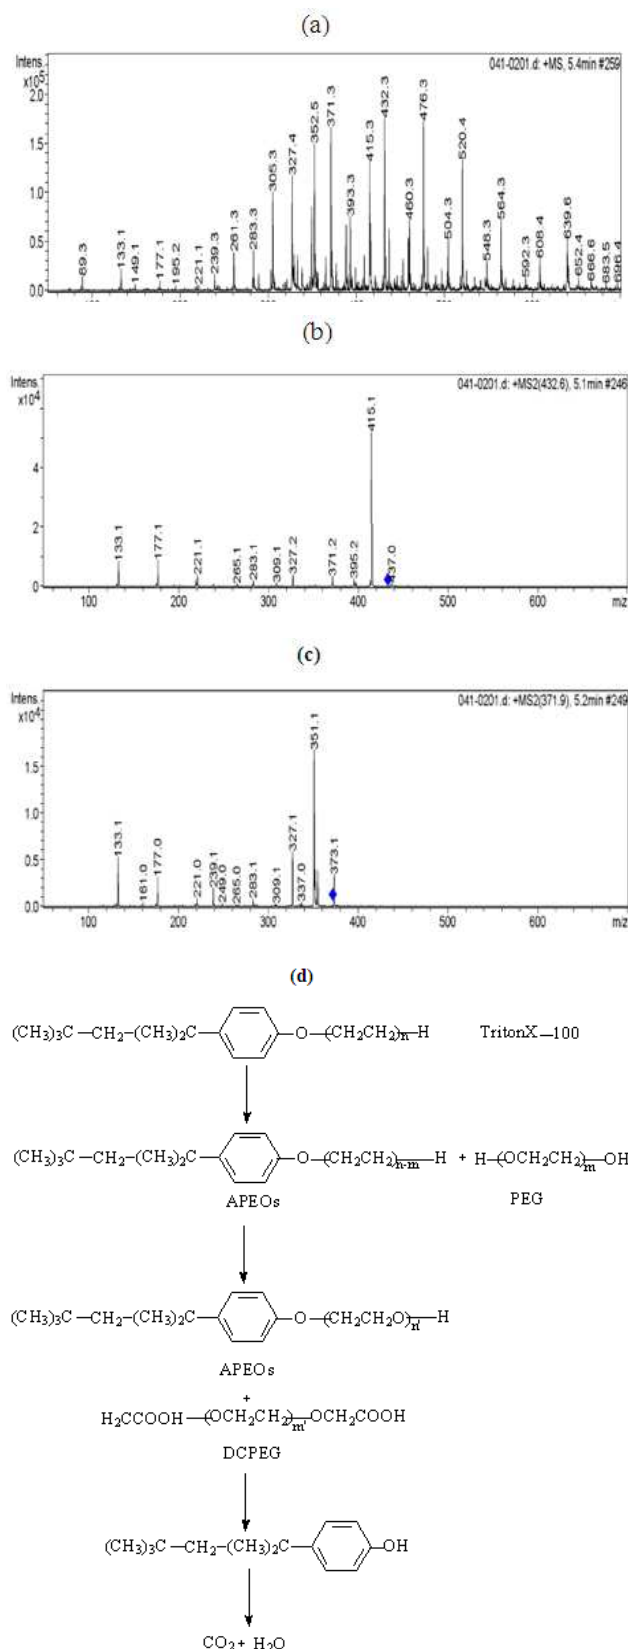 (a)
Intens.
x10⁵
041-0201.d: +MS, 5.4min #259
2.0
1.5
1.0
0.5
0.0
89.3
133.1
149.1
177.1
195.2
221.1
239.3
261.3
283.3
305.3
327.4
352.5
371.3
393.3
415.3
432.3
460.3
476.3
504.3
520.4
548.3
564.3
592.3
608.4
639.6
652.4
666.6
683.5
696.4
(b)
Intens.
x10⁴
041-0201.d: +MS2(432.6), 5.1min #246
4
2
0
133.1
177.1
221.1
265.1
283.1
309.1
327.2
371.2
395.2
415.1
437.0
100 200 300 400 500 600 m/z
(c)
Intens.
x10⁴
041-0201.d: +MS2(371.9), 5.2min #249
1.5
1.0
0.5
0.0
133.1
161.0
177.0
221.0
239.1
249.0
265.0
283.1
309.1
327.1
337.0
351.1
373.1
100 200 300 400 500 600 m/z
(d)
(CH₃)₃C—CH₂-(CH₃)₂C O—(CH₂CH₂)n—H TritonX—100
(CH₃)₃C—CH₂-(CH₃)₂C O—(CH₂CH₂)n-m—H + H—(OCH₂CH₂)m—OH
APEOs PEG
(CH₃)₃C—CH₂-(CH₃)₂C O—(CH₂CH₂O)n'—H
APEOs
+
H₂CCOOH—(OCH₂CH₂)m'—OCH₂COOH
DCPEG
(CH₃)₃C—CH₂-(CH₃)₂C OH
CO₂+ H₂O